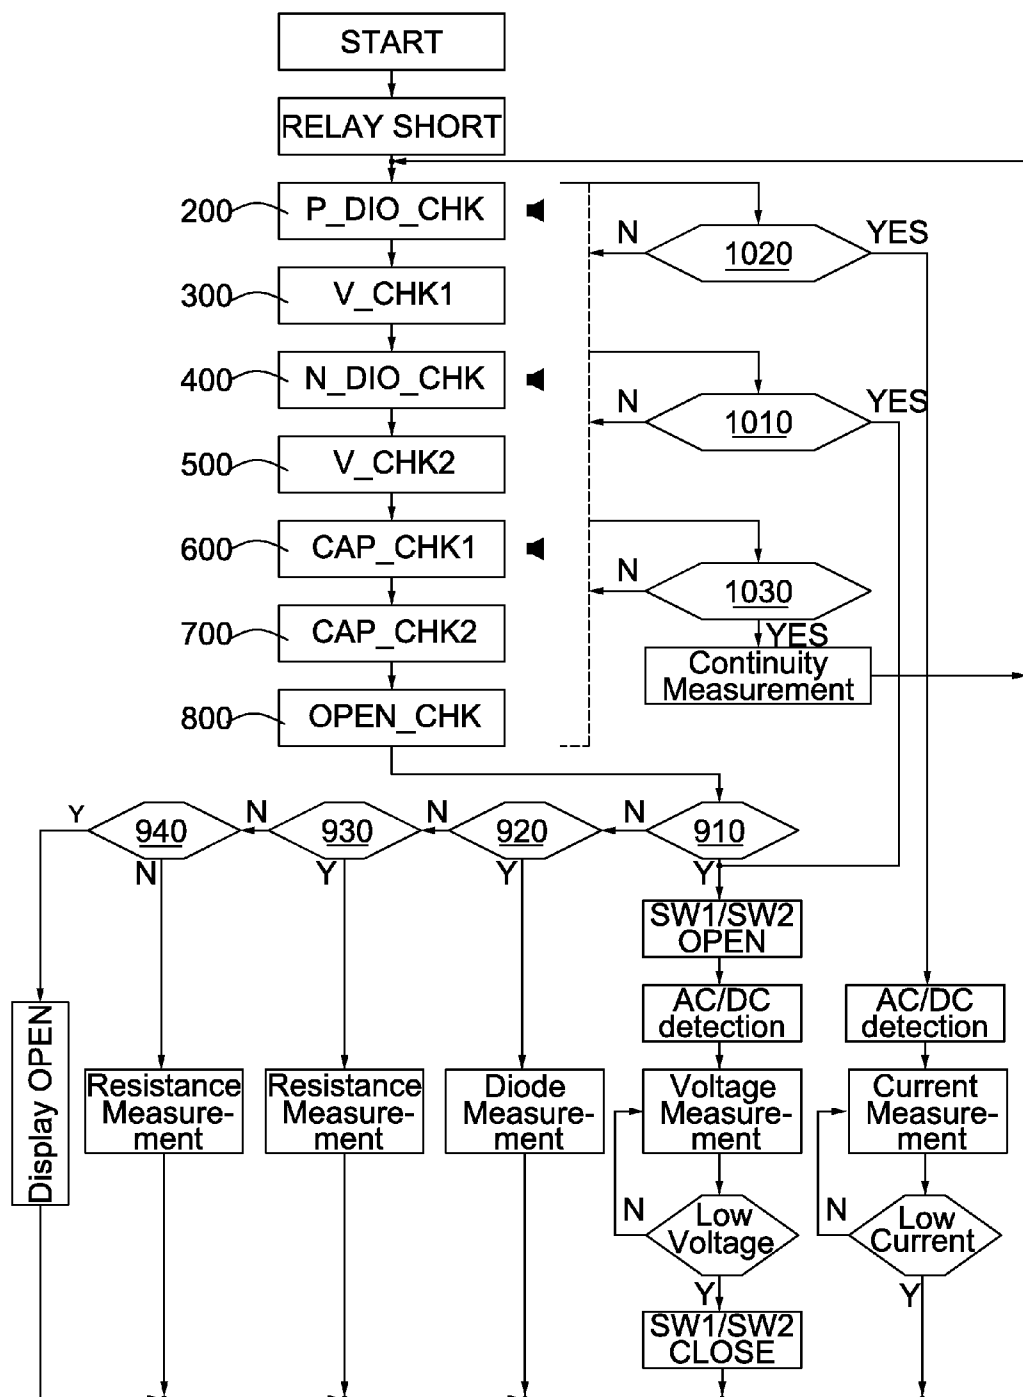 START
RELAY SHORT
200
P_DIO_CHK
N
1020
YES
300
V_CHK1
400
N_DIO_CHK
N
1010
YES
500
V_CHK2
600
CAP_CHK1
N
1030
YES
700
CAP_CHK2
Continuity
Measurement
800
OPEN_CHK
Y
940
N
N
930
Y
N
920
Y
N
910
Y
SW1/SW2
OPEN
AC/DC
detection
AC/DC
detection
Display OPEN
Resistance
Measure-
ment
Resistance
Measure-
ment
Diode
Measure-
ment
Voltage
Measure-
ment
Current
Measure-
ment
N
Low
Voltage
Y
N
Low
Current
Y
SW1/SW2
CLOSE